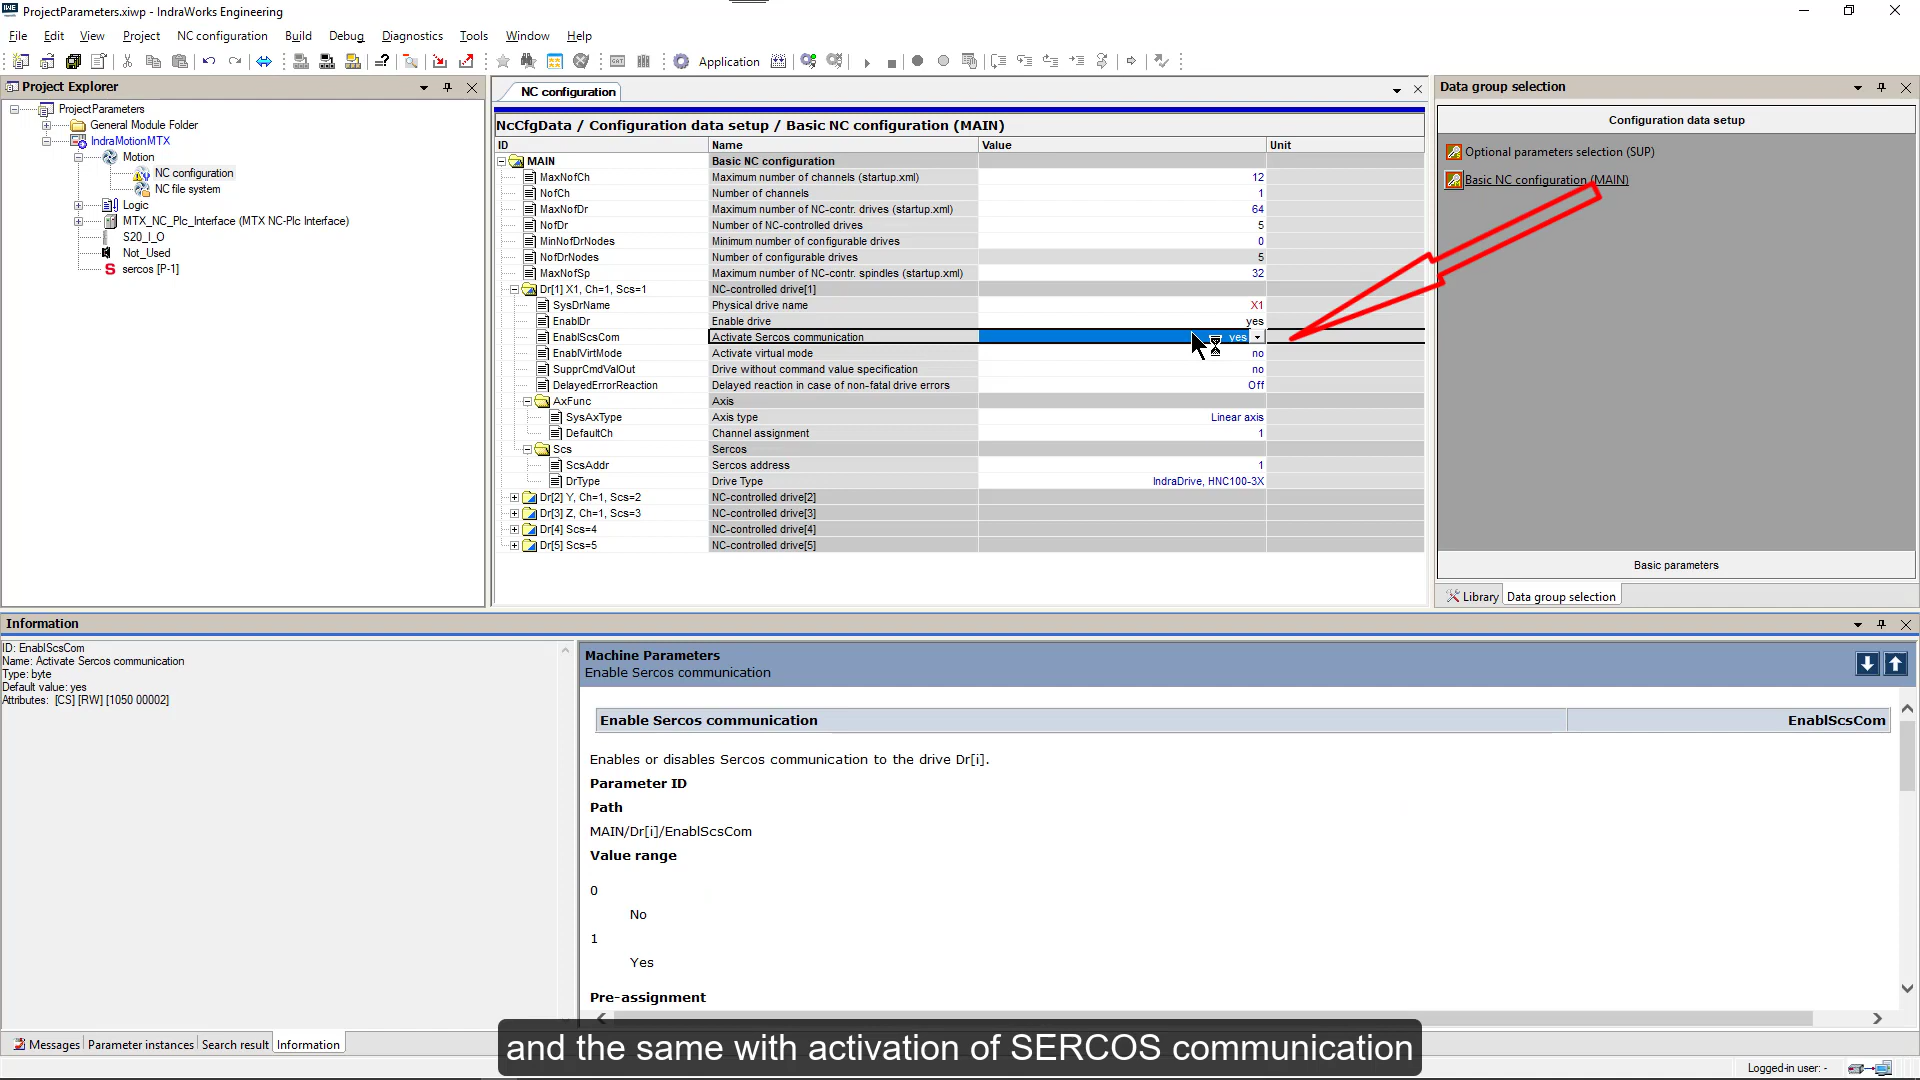 ProjectParameters.xiwp - IndraWorks Engineering
File Edit View Project NC configuration Build Debug Diagnostics Tools Window Help
Application
Project Explorer
ProjectParameters
General Module Folder
IndraMotionMTX
Motion
NC configuration
NC file system
Logic
MTX_NC_Plc_Interface (MTX NC-Plc Interface)
S20_I_O
Not_Used
sercos [P-1]
NC configuration
NcCfgData / Configuration data setup / Basic NC configuration (MAIN)
ID Name Value Unit
MAIN Basic NC configuration
MaxNofCh Maximum number of channels (startup.xml) 12
NofCh Number of channels 1
MaxNofDr Maximum number of NC-contr. drives (startup.xml) 64
NofDr Number of NC-controlled drives 5
MinNofDrNodes Minimum number of configurable drives 0
NofDrNodes Number of configurable drives 5
MaxNofSp Maximum number of NC-contr. spindles (startup.xml) 32
Dr[1] X1, Ch=1, Scs=1 NC-controlled drive[1]
SysDrName Physical drive name X1
EnablDr Enable drive yes
EnablScsCom Activate Sercos communication yes
EnablVirtMode Activate virtual mode no
SupprCmdValOut Drive without command value specification no
DelayedErrorReaction Delayed reaction in case of non-fatal drive errors Off
AxFunc Axis
SysAxType Axis type Linear axis
DefaultCh Channel assignment 1
Scs Sercos
ScsAddr Sercos address 1
DrType Drive Type IndraDrive, HNC100-3X
Dr[2] Y, Ch=1, Scs=2 NC-controlled drive[2]
Dr[3] Z, Ch=1, Scs=3 NC-controlled drive[3]
Dr[4] Scs=4 NC-controlled drive[4]
Dr[5] Scs=5 NC-controlled drive[5]
Data group selection
Configuration data setup
Optional parameters selection (SUP)
Basic NC configuration (MAIN)
Basic parameters
Library Data group selection
Information
ID: EnablScsCom
Name: Activate Sercos communication
Type: byte
Default value: yes
Attributes: [CS] [RW] [1050 00002]
Machine Parameters
Enable Sercos communication
Enable Sercos communication EnablScsCom
Enables or disables Sercos communication to the drive Dr[i].
Parameter ID
Path
MAIN/Dr[i]/EnablScsCom
Value range
0
No
1
Yes
Pre-assignment
Messages Parameter instances Search result Information
and the same with activation of SERCOS communication
Logged-in user: -